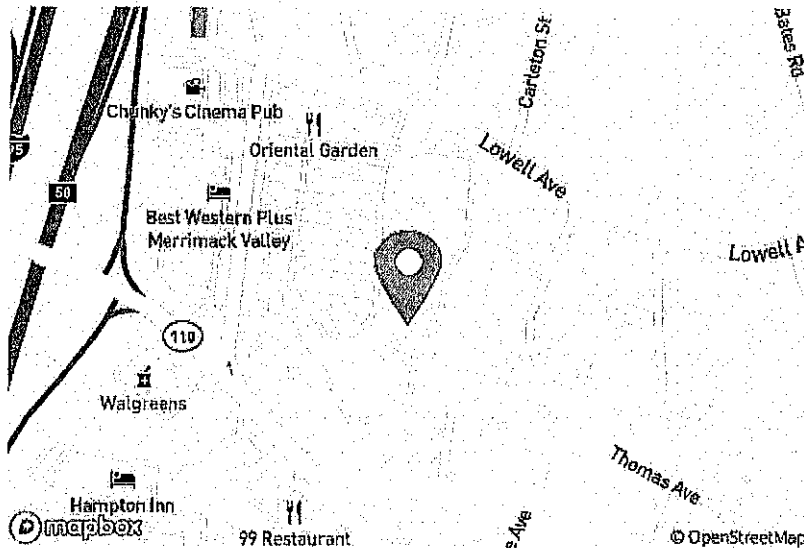 Bates Rd
Carleton St
Chunky's Cinema Pub
Oriental Garden
Lowell Ave
95
50
Best Western Plus
Merrimack Valley
Lowell A
110
Walgreens
Thomas Ave
Hampton Inn
mapbox
99 Restaurant
e Ave
© OpenStreetMap